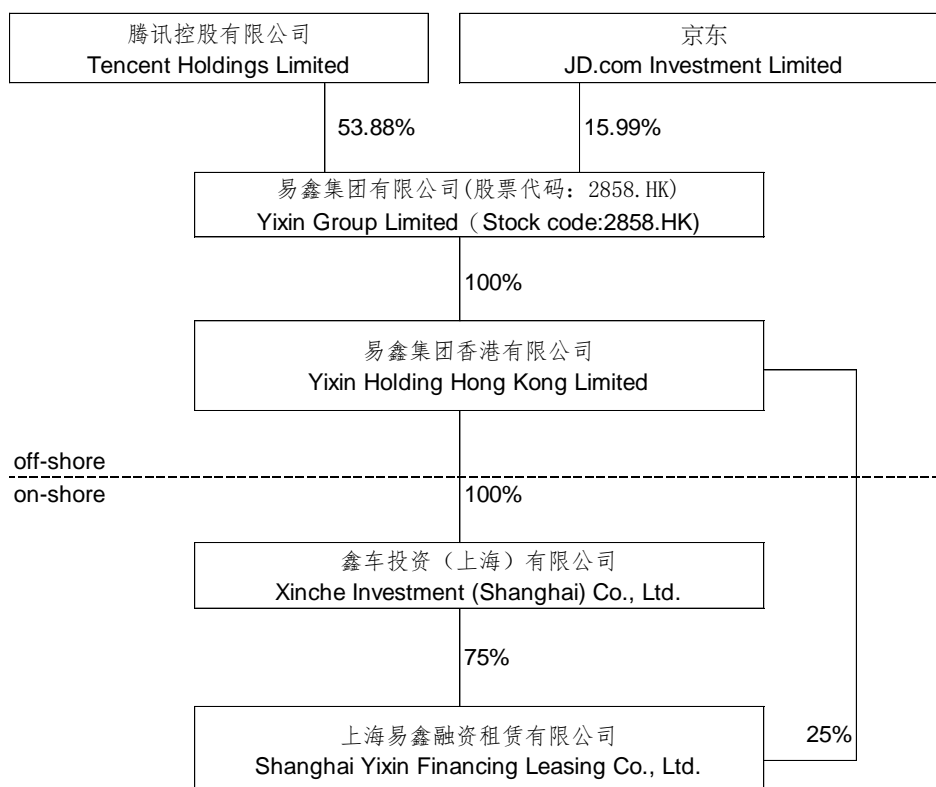 腾讯控股有限公司
Tencent Holdings Limited
京东
JD.com Investment Limited
53.88%
15.99%
易鑫集团有限公司(股票代码：2858.HK)
Yixin Group Limited（Stock code:2858.HK)
100%
易鑫集团香港有限公司
Yixin Holding Hong Kong Limited
off-shore
on-shore
100%
鑫车投资（上海）有限公司
Xinche Investment (Shanghai) Co., Ltd.
75%
上海易鑫融资租赁有限公司
Shanghai Yixin Financing Leasing Co., Ltd.
25%